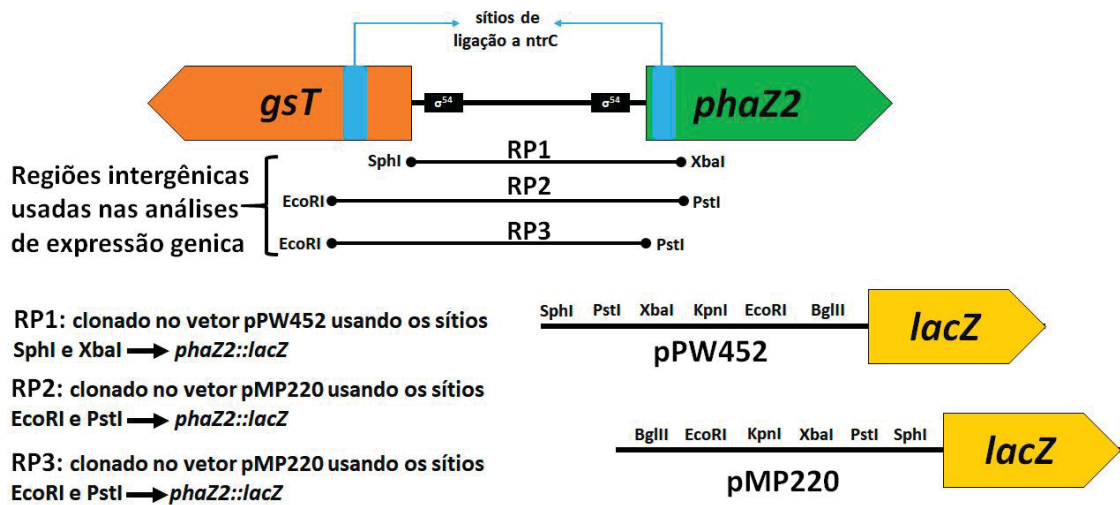 sítios de
ligação a ntrC
gsT
σ54
σ54
phaZ2
SphI
RP1
XbaI
EcoRI
RP2
PstI
EcoRI
RP3
PstI
Regiões intergênicas
usadas nas análises
de expressão genica
RP1: clonado no vetor pPW452 usando os sítios
SphI e XbaI → phaZ2::lacZ
RP2: clonado no vetor pMP220 usando os sítios
EcoRI e PstI → phaZ2::lacZ
RP3: clonado no vetor pMP220 usando os sítios
EcoRI e PstI → phaZ2::lacZ
SphI PstI XbaI KpnI EcoRI BglII
lacZ
pPW452
BglII EcoRI KpnI XbaI PstI SphI
lacZ
pMP220